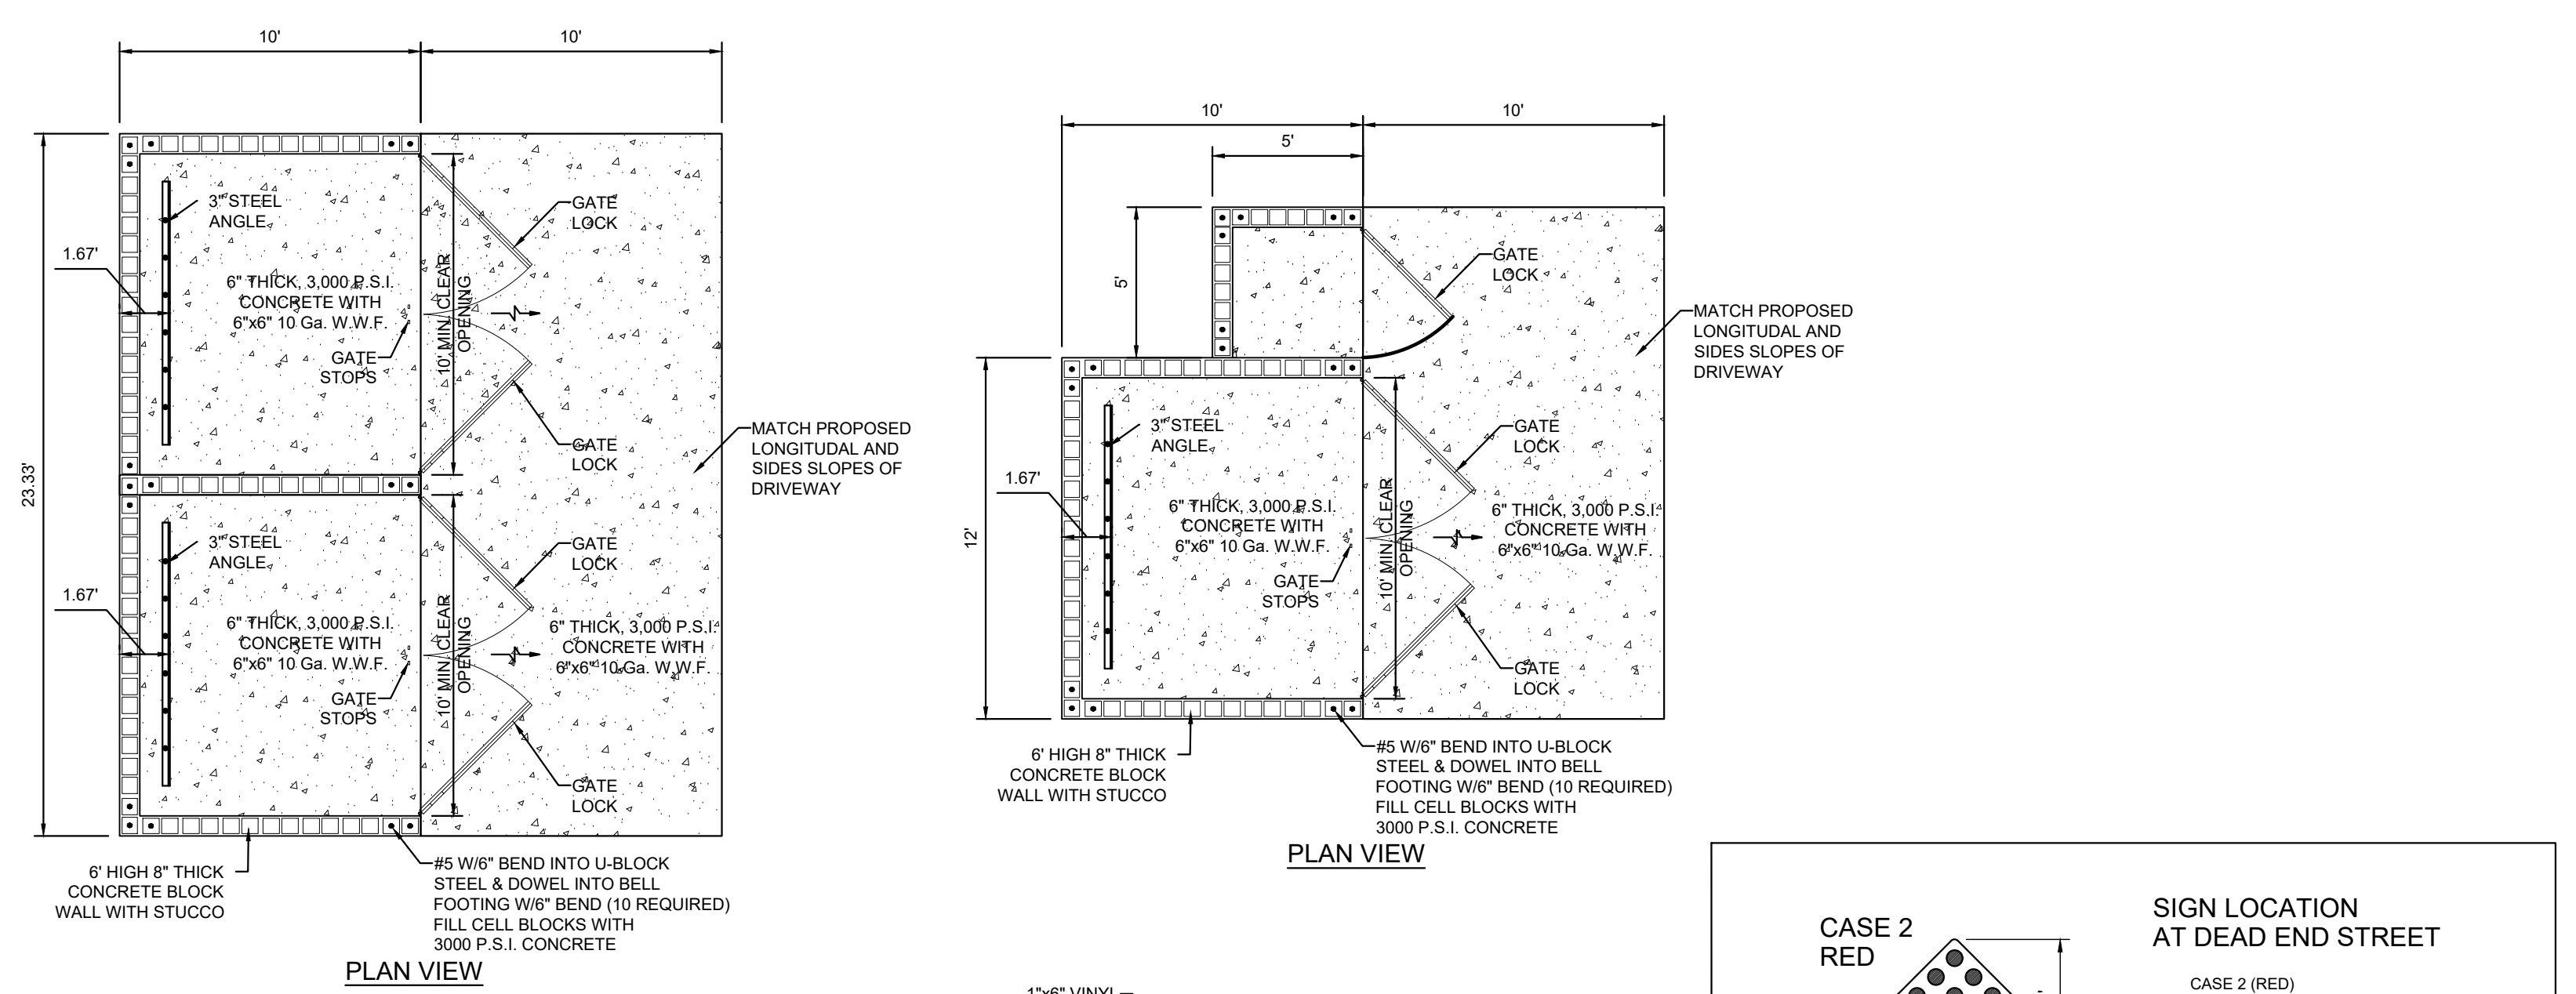 10'
10'
23.33'
3" STEEL
ANGLE
GATE
LOCK
1.67'
6" THICK, 3,000 P.S.I.
CONCRETE WITH
6"x6" 10 Ga. W.W.F.
10' MIN. CLEAR
OPENING
GATE
STOPS
GATE
LOCK
MATCH PROPOSED
LONGITUDAL AND
SIDES SLOPES OF
DRIVEWAY
3" STEEL
ANGLE
GATE
LOCK
1.67'
6" THICK, 3,000 P.S.I.
CONCRETE WITH
6"x6" 10 Ga. W.W.F.
10' MIN. CLEAR
OPENING
6" THICK, 3,000 P.S.I.
CONCRETE WITH
6"x6" 10 Ga. W.W.F.
GATE
STOPS
GATE
LOCK
6' HIGH 8" THICK
CONCRETE BLOCK
WALL WITH STUCCO
#5 W/6" BEND INTO U-BLOCK
STEEL & DOWEL INTO BELL
FOOTING W/6" BEND (10 REQUIRED)
FILL CELL BLOCKS WITH
3000 P.S.I. CONCRETE
PLAN VIEW
10'
10'
5'
5'
GATE
LOCK
MATCH PROPOSED
LONGITUDAL AND
SIDES SLOPES OF
DRIVEWAY
12'
3" STEEL
ANGLE
GATE
LOCK
1.67'
6" THICK, 3,000 P.S.I.
CONCRETE WITH
6"x6" 10 Ga. W.W.F.
10' MIN. CLEAR
OPENING
6" THICK, 3,000 P.S.I.
CONCRETE WITH
6"x6" 10 Ga. W.W.F.
GATE
STOPS
GATE
LOCK
6' HIGH 8" THICK
CONCRETE BLOCK
WALL WITH STUCCO
#5 W/6" BEND INTO U-BLOCK
STEEL & DOWEL INTO BELL
FOOTING W/6" BEND (10 REQUIRED)
FILL CELL BLOCKS WITH
3000 P.S.I. CONCRETE
PLAN VIEW
1"x6" VINYL
CASE 2
RED
SIGN LOCATION
AT DEAD END STREET
CASE 2 (RED)